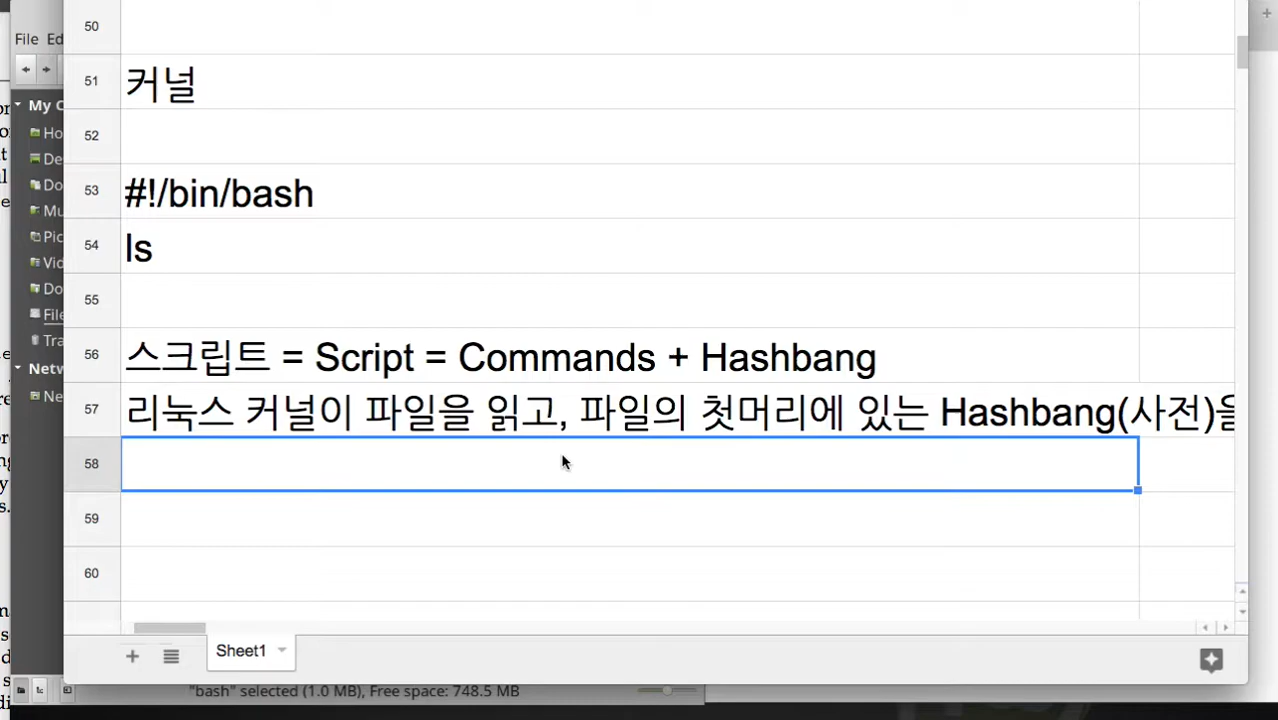 File Ed
My C
Ho
De
Do
Mu
Pic
Vid
Do
File
Tra
Netw
Ne
50
51 커널
52
53 #!/bin/bash
54 ls
55
56 스크립트 = Script = Commands + Hashbang
57 리눅스 커널이 파일을 읽고, 파일의 첫머리에 있는 Hashbang(사전)을
58
59
60
Sheet1
"bash" selected (1.0 MB), Free space: 748.5 MB